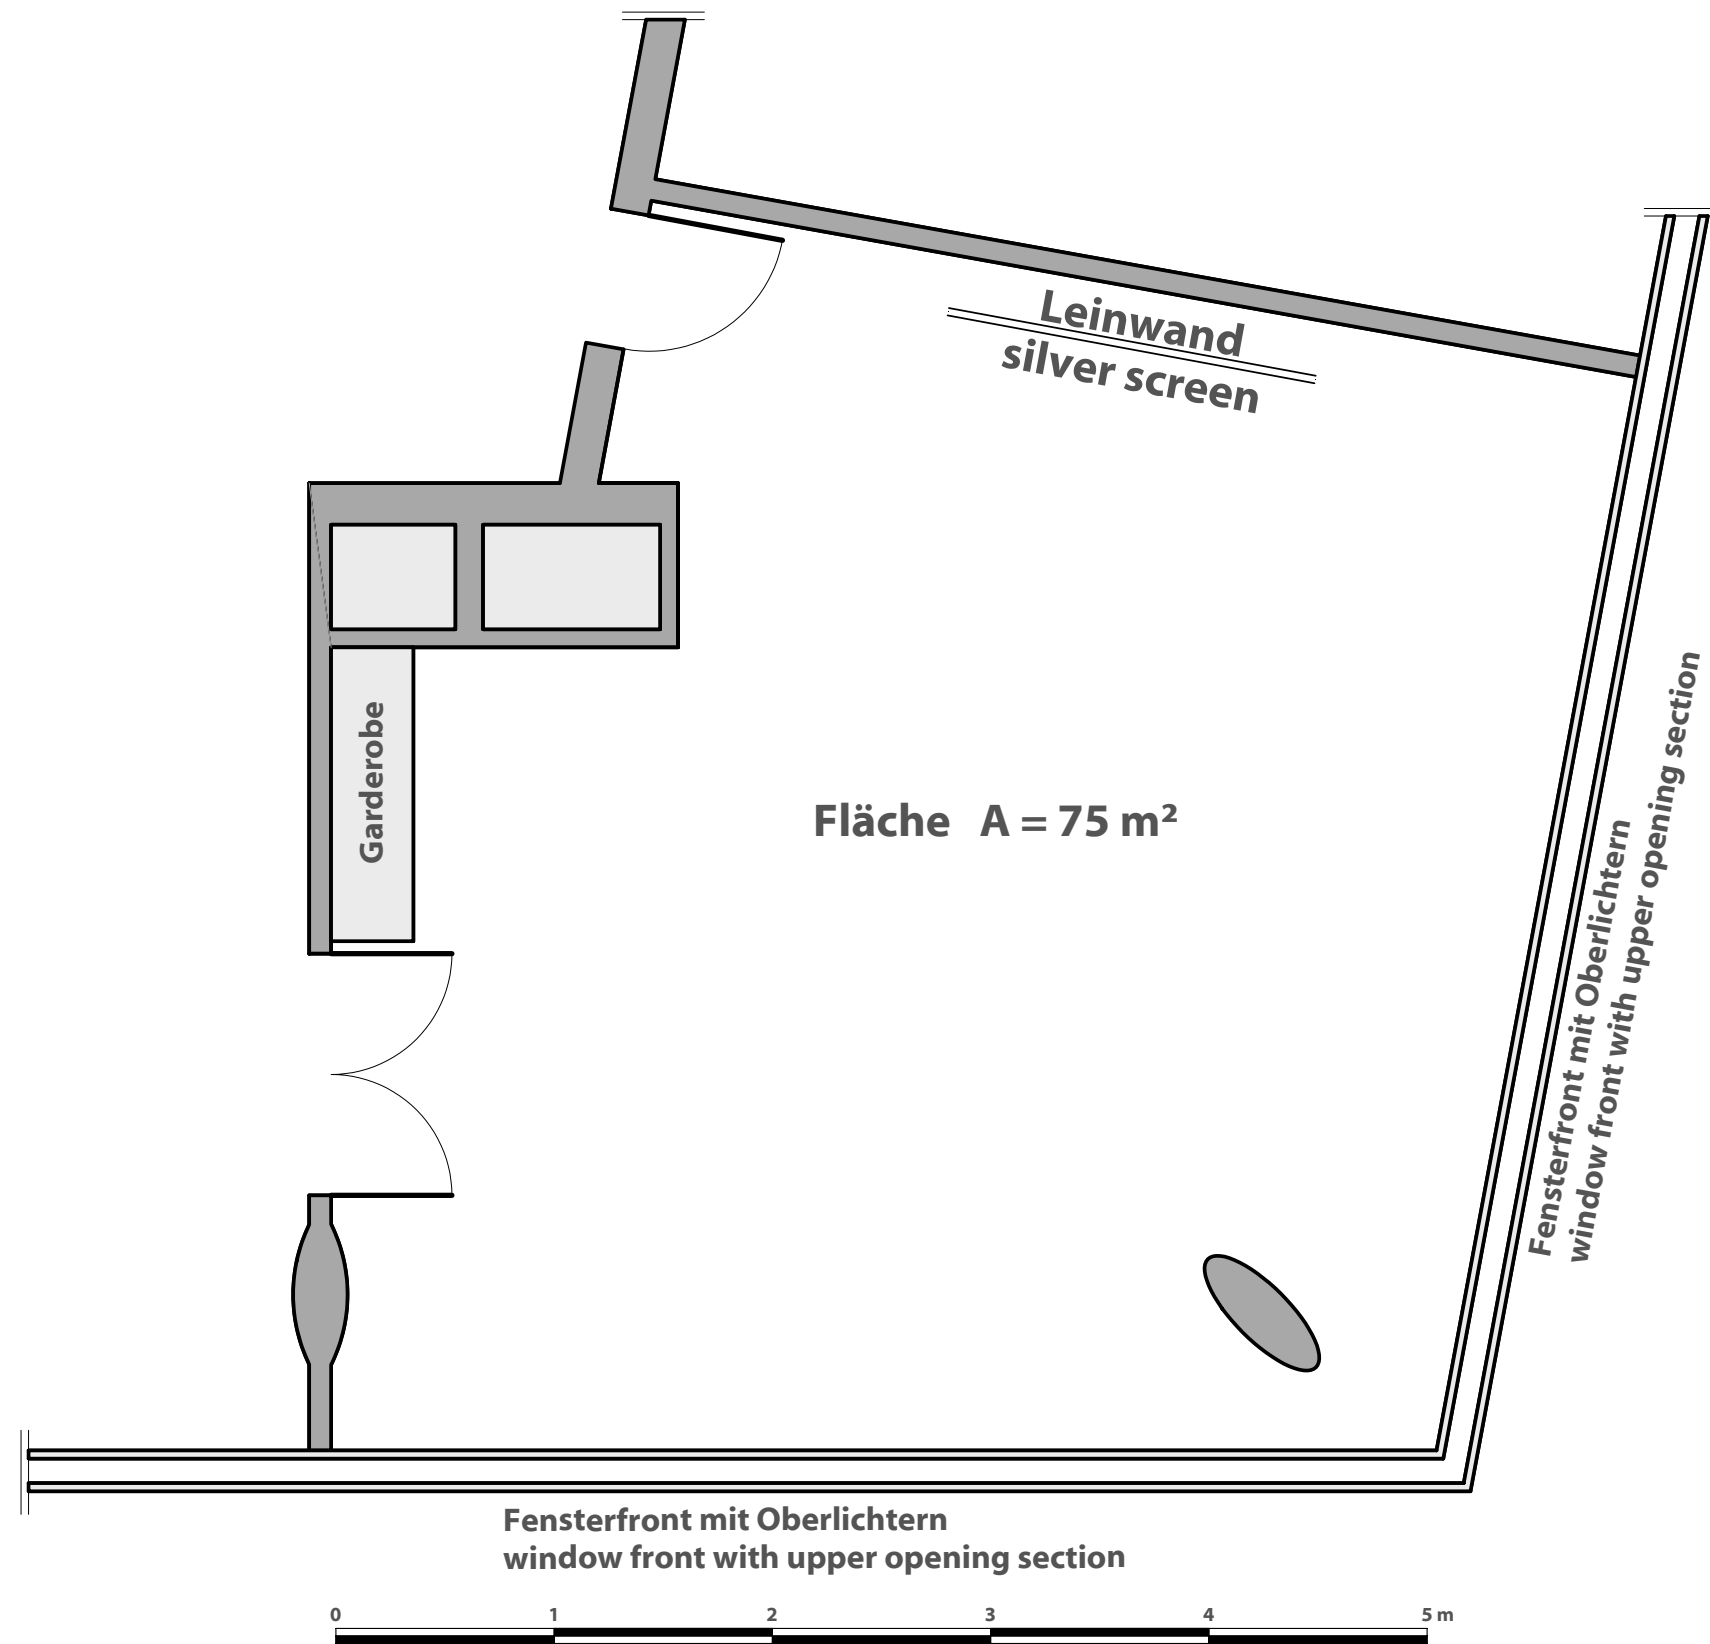 Leinwand
silver screen
Garderobe
Fläche A = 75 m²
Fensterfront mit Oberlichtern
window front with upper opening section
Fensterfront mit Oberlichtern
window front with upper opening section
0 1 2 3 4 5 m